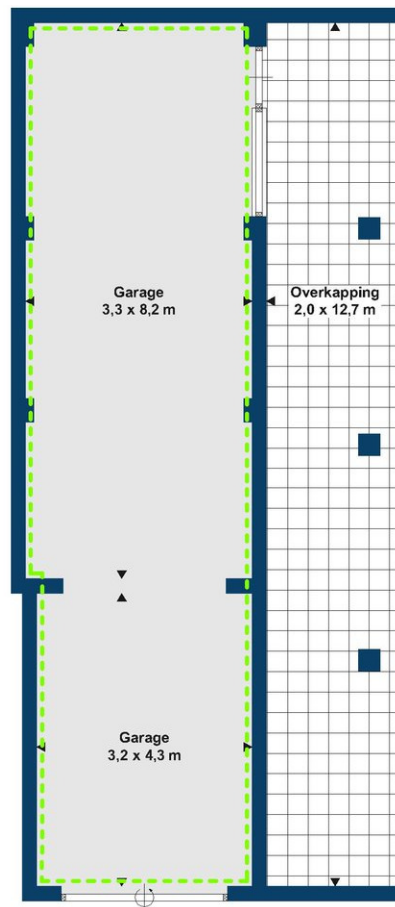 Garage
3,3 x 8,2 m
Overkapping
2,0 x 12,7 m
Garage
3,2 x 4,3 m